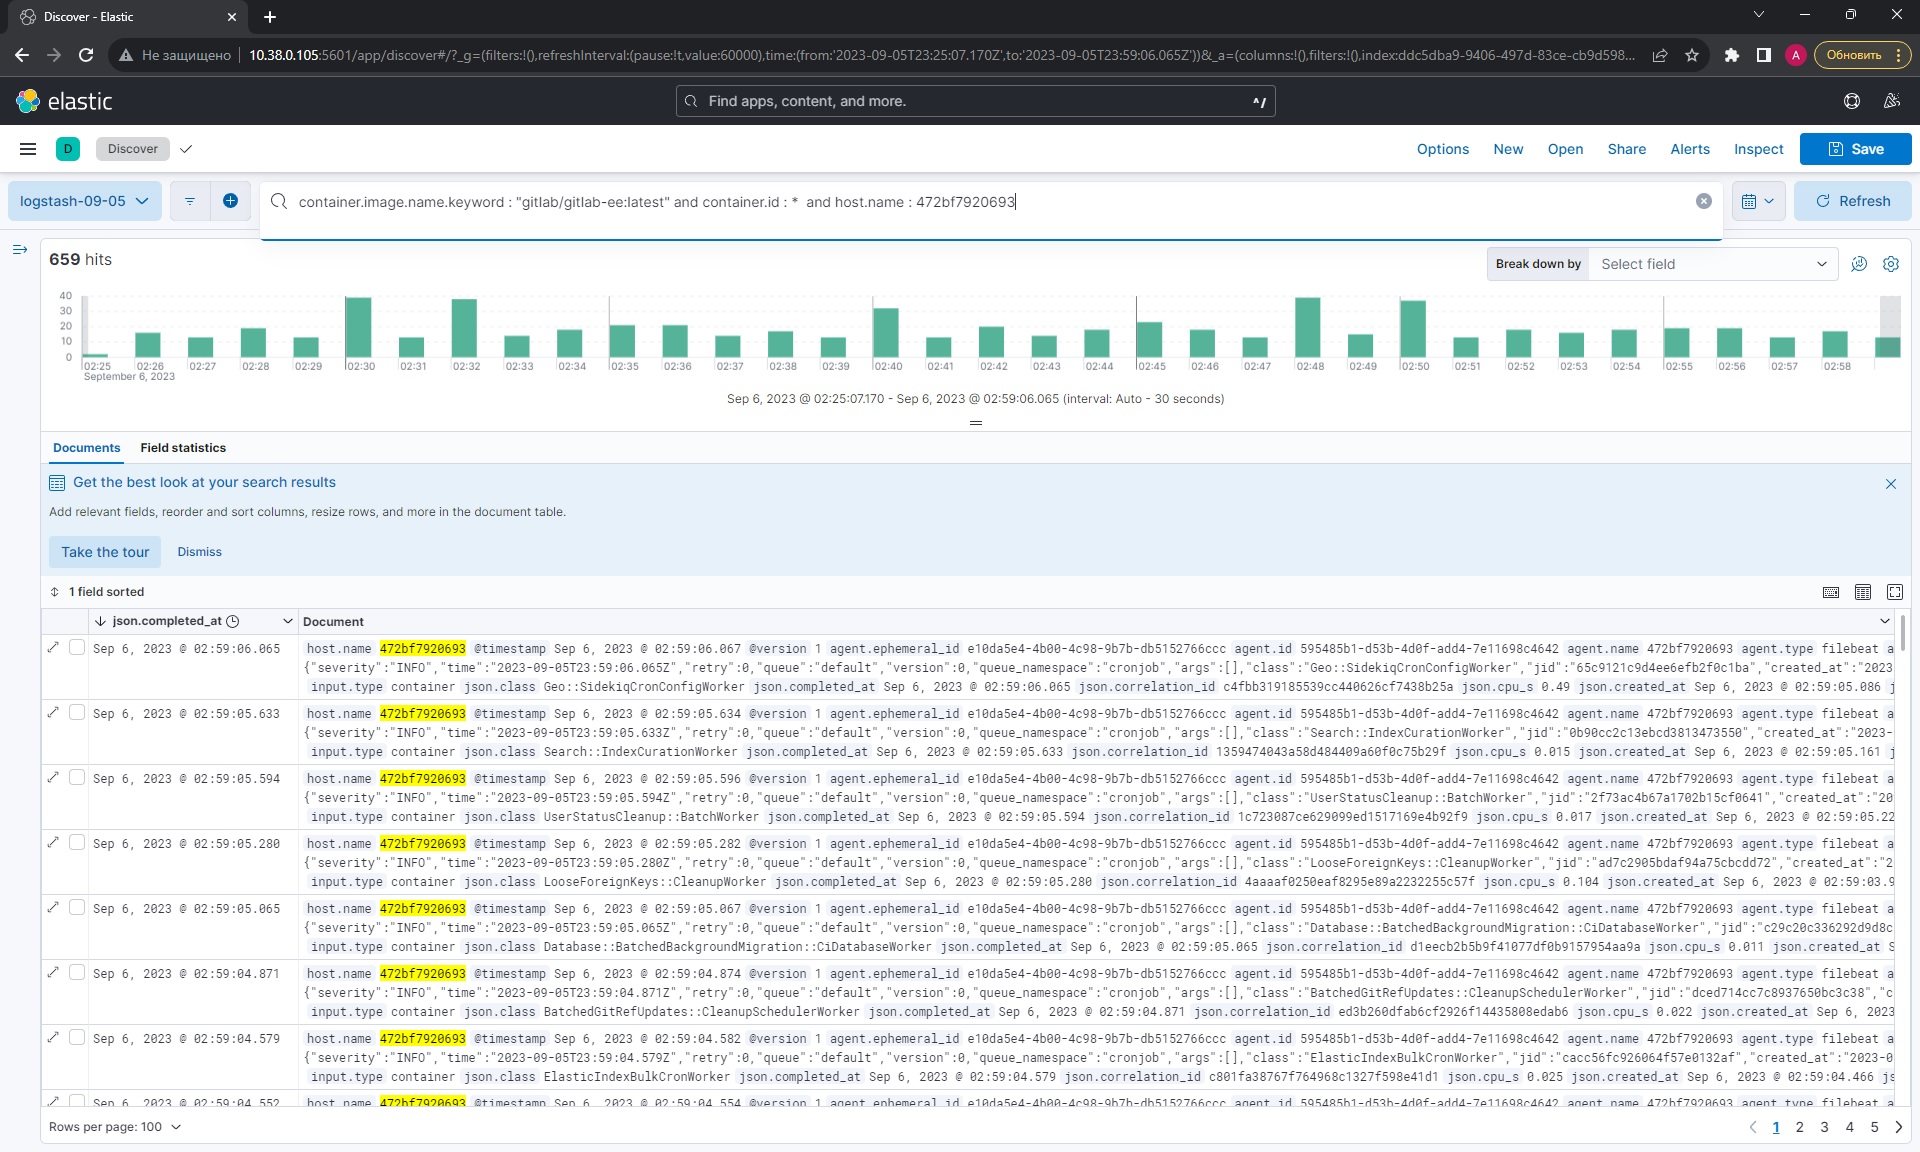 Discover - Elastic
Не защищено 10.38.0.105:5601/app/discover#/?_g=(filters:!(),refreshInterval:(pause:!t,value:60000),time:(from:'2023-09-05T23:25:07.170Z',to:'2023-09-05T23:59:06.065Z'))&_a=(columns:!(),filters:!(),index:ddc5dba9-9406-497d-83ce-cb9d598... A Обновить
elastic Find apps, content, and more. ^/
D Discover Options New Open Share Alerts Inspect Save
logstash-09-05 container.image.name.keyword : "gitlab/gitlab-ee:latest" and container.id : * and host.name : 472bf7920693 Refresh
659 hits Break down by Select field
40
30
20
10
0
02:25 02:26 02:27 02:28 02:29 02:30 02:31 02:32 02:33 02:34 02:35 02:36 02:37 02:38 02:39 02:40 02:41 02:42 02:43 02:44 02:45 02:46 02:47 02:48 02:49 02:50 02:51 02:52 02:53 02:54 02:55 02:56 02:57 02:58
September 6, 2023
Sep 6, 2023 @ 02:25:07.170 - Sep 6, 2023 @ 02:59:06.065 (interval: Auto - 30 seconds)
Documents Field statistics
Get the best look at your search results
Add relevant fields, reorder and sort columns, resize rows, and more in the document table.
Take the tour Dismiss
1 field sorted
json.completed_at Document
Sep 6, 2023 @ 02:59:06.065 host.name 472bf7920693 @timestamp Sep 6, 2023 @ 02:59:06.067 @version 1 agent.ephemeral_id e10da5e4-4b00-4c98-9b7b-db5152766ccc agent.id 595485b1-d53b-4d0f-add4-7e11698c4642 agent.name 472bf7920693 agent.type filebeat a
{"severity":"INFO","time":"2023-09-05T23:59:06.065Z","retry":0,"queue":"default","version":0,"queue_namespace":"cronjob","args":[],"class":"Geo::SidekiqCronConfigWorker","jid":"65c9121c9d4ee6efb2f0c1ba","created_at":"2023
input.type container json.class Geo::SidekiqCronConfigWorker json.completed_at Sep 6, 2023 @ 02:59:06.065 json.correlation_id c4fbb319185539cc440626cf7438b25a json.cpu_s 0.49 json.created_at Sep 6, 2023 @ 02:59:05.086 j
Sep 6, 2023 @ 02:59:05.633 host.name 472bf7920693 @timestamp Sep 6, 2023 @ 02:59:05.634 @version 1 agent.ephemeral_id e10da5e4-4b00-4c98-9b7b-db5152766ccc agent.id 595485b1-d53b-4d0f-add4-7e11698c4642 agent.name 472bf7920693 agent.type filebeat a
{"severity":"INFO","time":"2023-09-05T23:59:05.633Z","retry":0,"queue":"default","version":0,"queue_namespace":"cronjob","args":[],"class":"Search::IndexCurationWorker","jid":"0b90cc2c13ebcd3813473550","created_at":"2023-
input.type container json.class Search::IndexCurationWorker json.completed_at Sep 6, 2023 @ 02:59:05.633 json.correlation_id 1359474043a58d484409a60f0c75b29f json.cpu_s 0.015 json.created_at Sep 6, 2023 @ 02:59:05.161 j
Sep 6, 2023 @ 02:59:05.594 host.name 472bf7920693 @timestamp Sep 6, 2023 @ 02:59:05.596 @version 1 agent.ephemeral_id e10da5e4-4b00-4c98-9b7b-db5152766ccc agent.id 595485b1-d53b-4d0f-add4-7e11698c4642 agent.name 472bf7920693 agent.type filebeat a
{"severity":"INFO","time":"2023-09-05T23:59:05.594Z","retry":0,"queue":"default","version":0,"queue_namespace":"cronjob","args":[],"class":"UserStatusCleanup::BatchWorker","jid":"2f73ac4b67a1702b15cf0641","created_at":"20
input.type container json.class UserStatusCleanup::BatchWorker json.completed_at Sep 6, 2023 @ 02:59:05.594 json.correlation_id 1c723087ce629099ed1517169e4b92f9 json.cpu_s 0.017 json.created_at Sep 6, 2023 @ 02:59:05.22
Sep 6, 2023 @ 02:59:05.280 host.name 472bf7920693 @timestamp Sep 6, 2023 @ 02:59:05.282 @version 1 agent.ephemeral_id e10da5e4-4b00-4c98-9b7b-db5152766ccc agent.id 595485b1-d53b-4d0f-add4-7e11698c4642 agent.name 472bf7920693 agent.type filebeat a
{"severity":"INFO","time":"2023-09-05T23:59:05.280Z","retry":0,"queue":"default","version":0,"queue_namespace":"cronjob","args":[],"class":"LooseForeignKeys::CleanupWorker","jid":"ad7c2905bdaf94a75cbcdd72","created_at":"2
input.type container json.class LooseForeignKeys::CleanupWorker json.completed_at Sep 6, 2023 @ 02:59:05.280 json.correlation_id 4aaaaf0250eaf8295e89a2232255c57f json.cpu_s 0.104 json.created_at Sep 6, 2023 @ 02:59:03.9
Sep 6, 2023 @ 02:59:05.065 host.name 472bf7920693 @timestamp Sep 6, 2023 @ 02:59:05.067 @version 1 agent.ephemeral_id e10da5e4-4b00-4c98-9b7b-db5152766ccc agent.id 595485b1-d53b-4d0f-add4-7e11698c4642 agent.name 472bf7920693 agent.type filebeat a
{"severity":"INFO","time":"2023-09-05T23:59:05.065Z","retry":0,"queue":"default","version":0,"queue_namespace":"cronjob","args":[],"class":"Database::BatchedBackgroundMigration::CiDatabaseWorker","jid":"c29c20c336292d9d8c
input.type container json.class Database::BatchedBackgroundMigration::CiDatabaseWorker json.completed_at Sep 6, 2023 @ 02:59:05.065 json.correlation_id d1eecb2b5b9f41077df0b9157954aa9a json.cpu_s 0.011 json.created_at S
Sep 6, 2023 @ 02:59:04.871 host.name 472bf7920693 @timestamp Sep 6, 2023 @ 02:59:04.874 @version 1 agent.ephemeral_id e10da5e4-4b00-4c98-9b7b-db5152766ccc agent.id 595485b1-d53b-4d0f-add4-7e11698c4642 agent.name 472bf7920693 agent.type filebeat a
{"severity":"INFO","time":"2023-09-05T23:59:04.871Z","retry":0,"queue":"default","version":0,"queue_namespace":"cronjob","args":[],"class":"BatchedGitRefUpdates::CleanupSchedulerWorker","jid":"dced714cc7c8937650bc3c38","c
input.type container json.class BatchedGitRefUpdates::CleanupSchedulerWorker json.completed_at Sep 6, 2023 @ 02:59:04.871 json.correlation_id ed3b260dfab6cf2926f14435808edab6 json.cpu_s 0.022 json.created_at Sep 6, 2023
Sep 6, 2023 @ 02:59:04.579 host.name 472bf7920693 @timestamp Sep 6, 2023 @ 02:59:04.582 @version 1 agent.ephemeral_id e10da5e4-4b00-4c98-9b7b-db5152766ccc agent.id 595485b1-d53b-4d0f-add4-7e11698c4642 agent.name 472bf7920693 agent.type filebeat a
{"severity":"INFO","time":"2023-09-05T23:59:04.579Z","retry":0,"queue":"default","version":0,"queue_namespace":"cronjob","args":[],"class":"ElasticIndexBulkCronWorker","jid":"cacc56fc926064f57e0132af","created_at":"2023-0
input.type container json.class ElasticIndexBulkCronWorker json.completed_at Sep 6, 2023 @ 02:59:04.579 json.correlation_id c801fa38767f764968c1327f598e41d1 json.cpu_s 0.025 json.created_at Sep 6, 2023 @ 02:59:04.466 js
Sep 6, 2023 @ 02:59:04.552 host.name 472bf7920693 @timestamp Sep 6, 2023 @ 02:59:04.554 @version 1 agent.ephemeral_id e10da5e4-4b00-4c98-9b7b-db5152766ccc agent.id 595485b1-d53b-4d0f-add4-7e11698c4642 agent.name 472bf7920693 agent.type filebeat a
Rows per page: 100 1 2 3 4 5